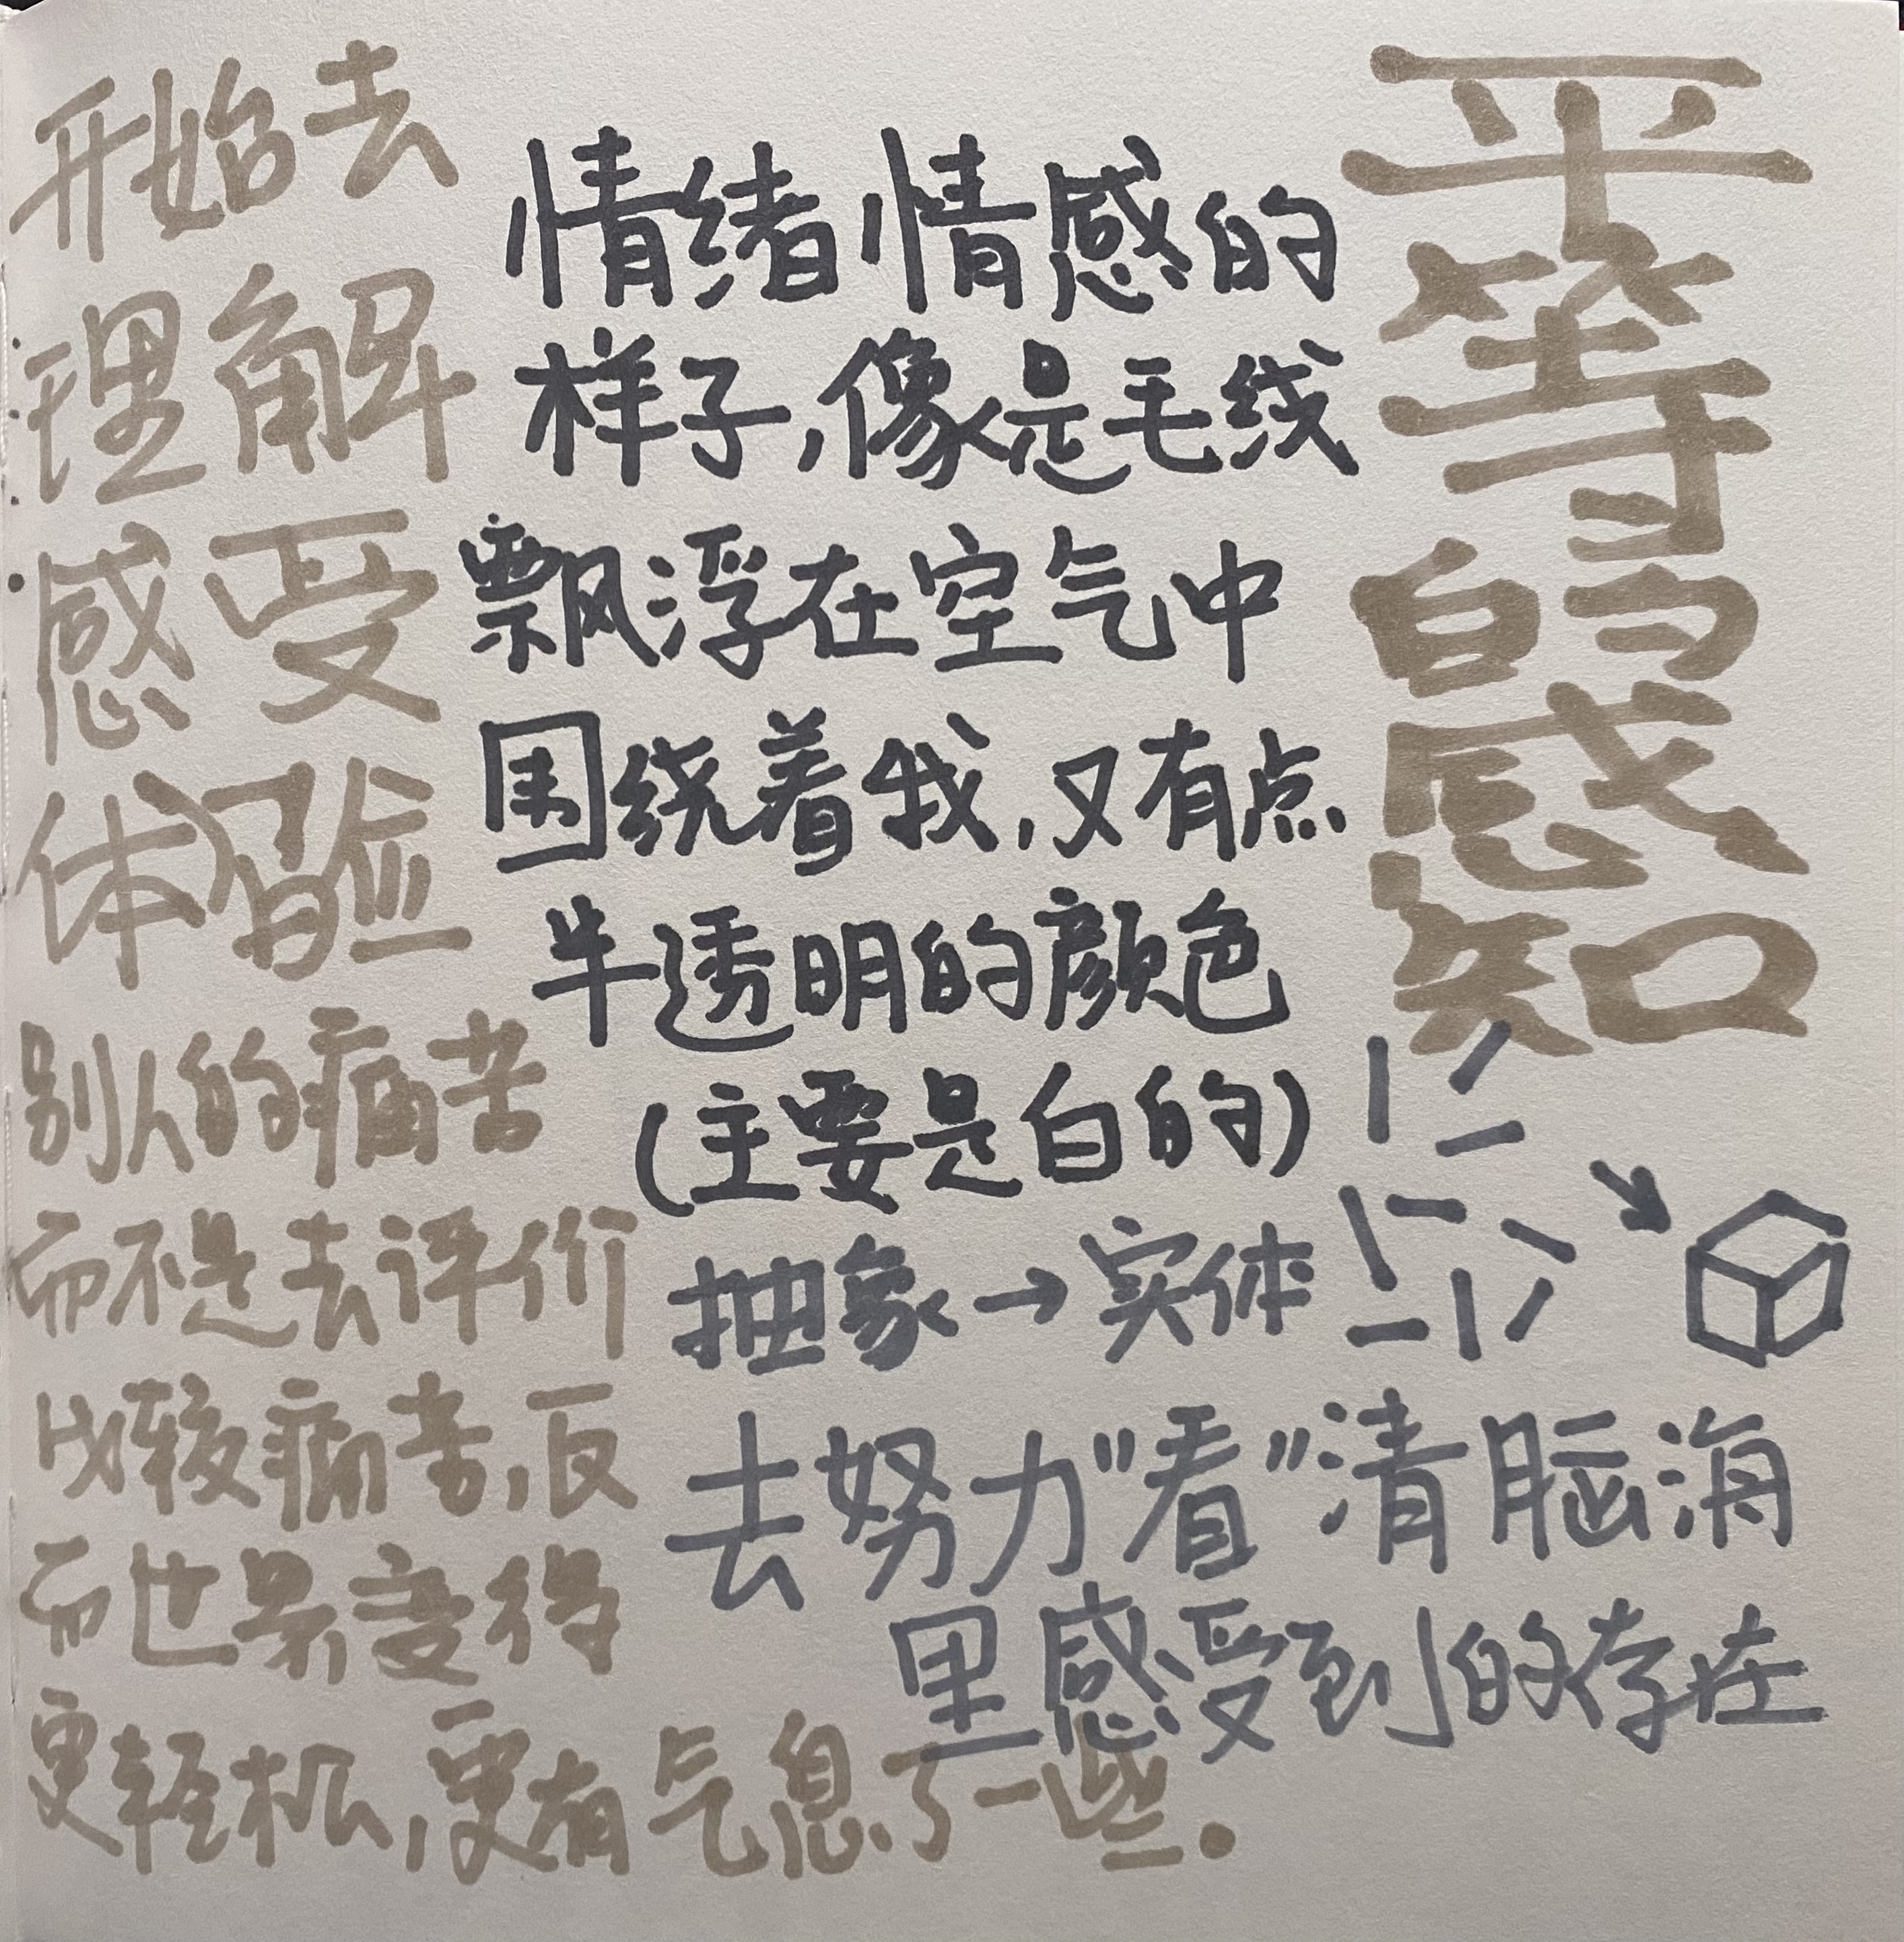 开始去
理解
感受
体验
别人的痛苦
而不是去评价
比较痛苦,反
而世界变得
更轻松,更有气息了一些.
情绪情感的
样子,像是毛线
飘浮在空气中
围绕着我,又有点
半透明的颜色
(主要是白的)
抽象→实体
去努力"看"清脑海
里感受到的存在
平等的感知